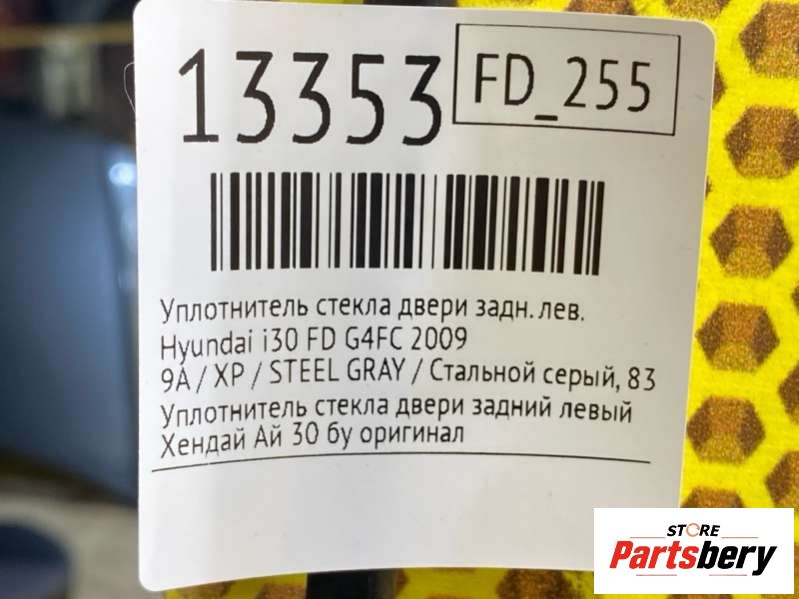 13353
FD_255
Уплотнитель стекла двери задн. лев.
Hyundai i30 FD G4FC 2009
9A / XP / STEEL GRAY / Стальной серый, 83
Уплотнитель стекла двери задний левый
Хендай Ай 30 бу оригинал
STORE
Partsbery